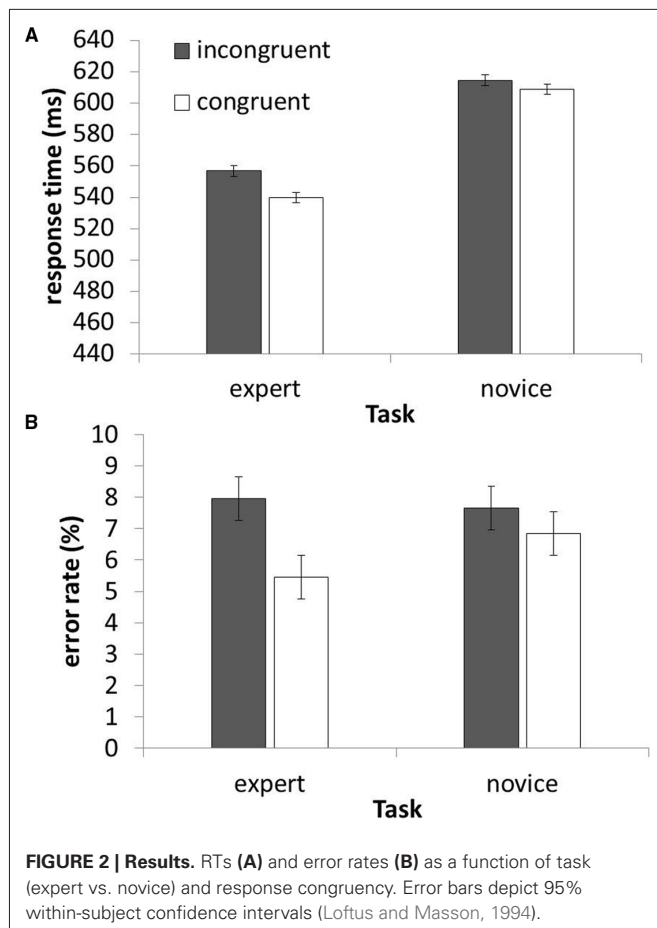 A
640
620
600
580
560
540
520
500
480
460
440
response time (ms)
incongruent
congruent
expert
novice
Task
B
10
9
8
7
6
5
4
3
2
1
0
error rate (%)
expert
novice
Task
FIGURE 2 | Results. RTs (A) and error rates (B) as a function of task
(expert vs. novice) and response congruency. Error bars depict 95%
within-subject confidence intervals (Loftus and Masson, 1994).